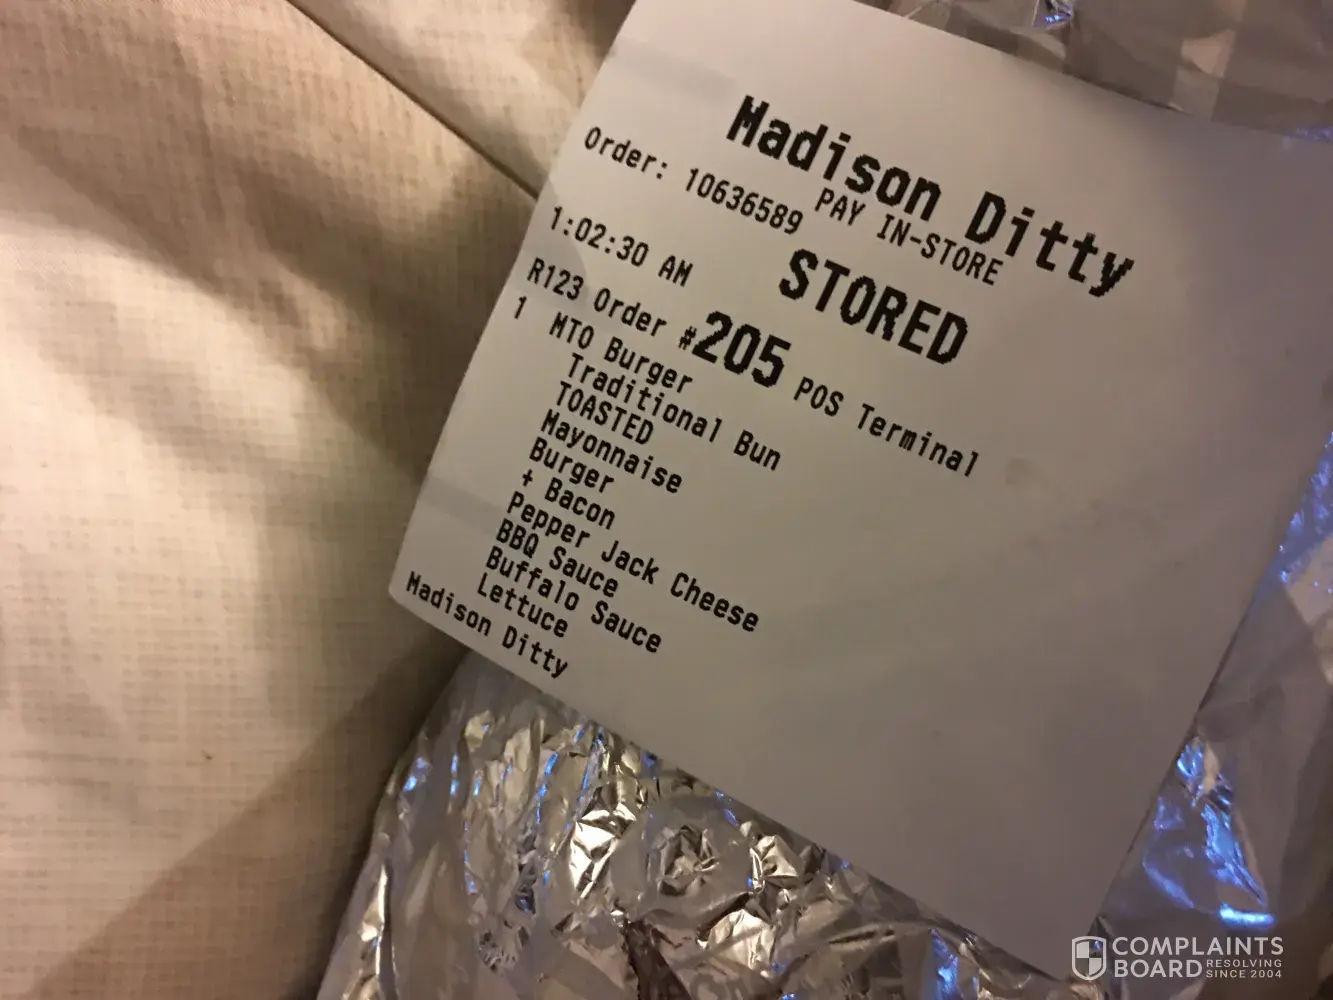 Madison Ditty
PAY IN-STORE
Order: 10636589
STORED
1:02:30 AM
R123 Order #205 POS Terminal
1 MTO Burger
Traditional Bun
TOASTED
Mayonnaise
Burger
+ Bacon
Pepper Jack Cheese
BBQ Sauce
Buffalo Sauce
Lettuce
Madison Ditty
COMPLAINTS
BOARD RESOLVING
SINCE 2004